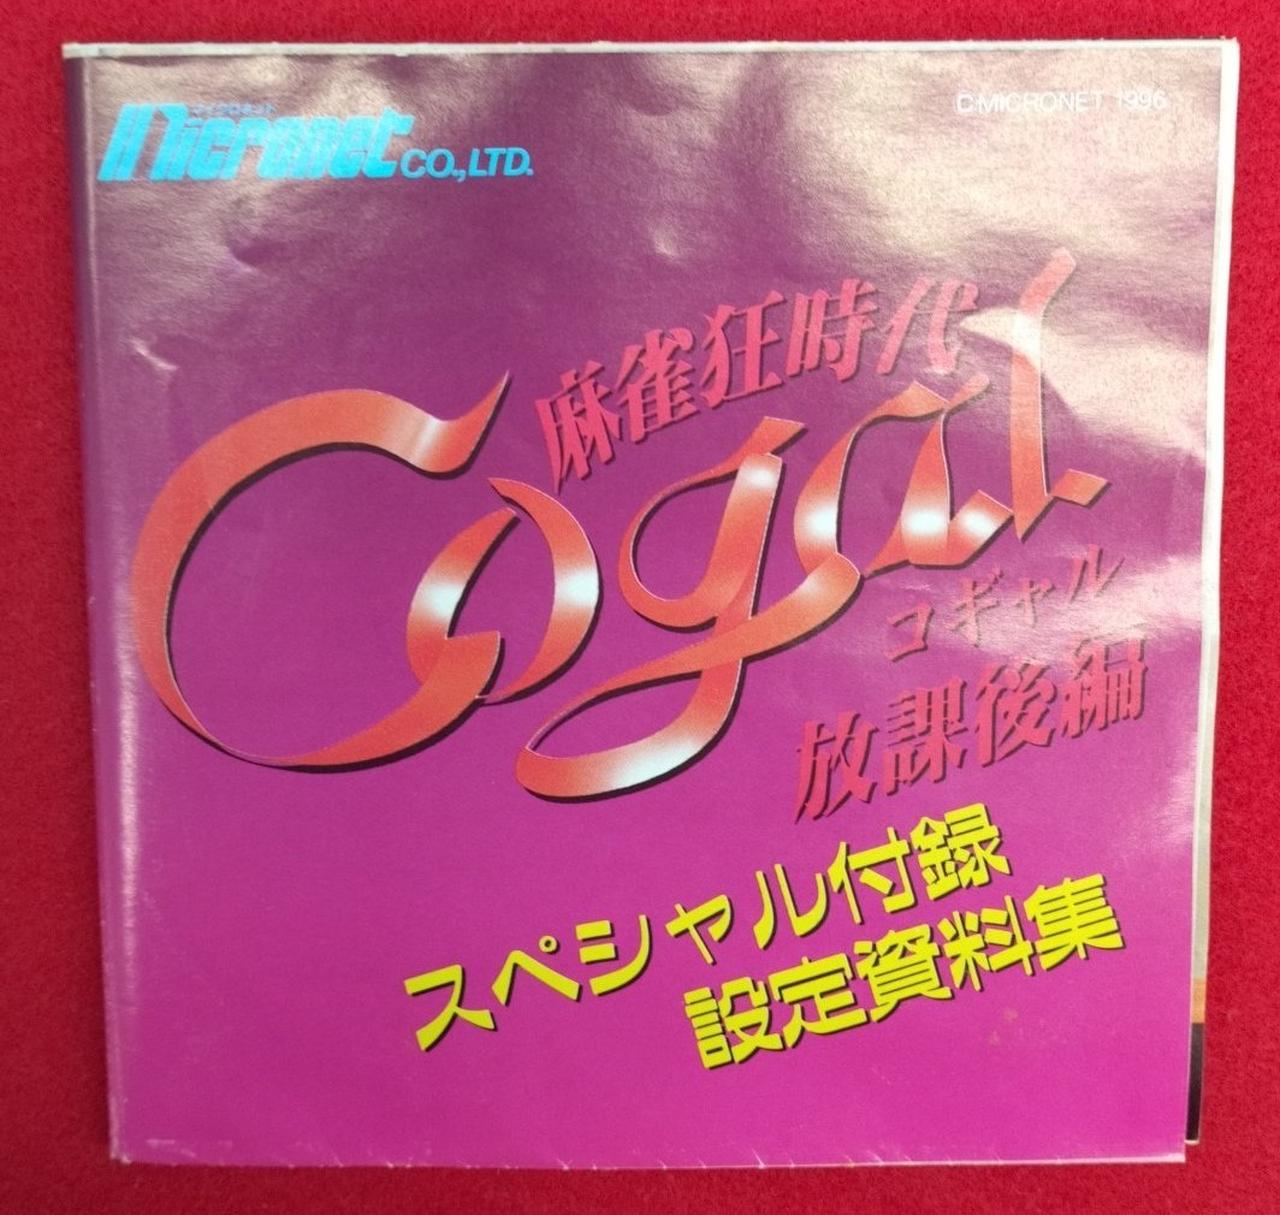 マイクロネット
Micronet CO.,LTD.
C MICRONET 1996
麻雀狂時代
Cogal
コギャル
放課後編
スペシャル付録
設定資料集